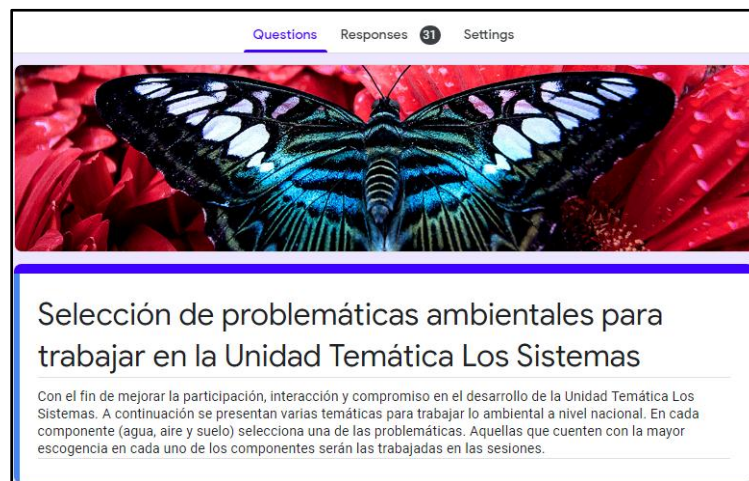 Questions Responses 31 Settings
Selección de problemáticas ambientales para
trabajar en la Unidad Temática Los Sistemas
Con el fin de mejorar la participación, interacción y compromiso en el desarrollo de la Unidad Temática Los
Sistemas. A continuación se presentan varias temáticas para trabajar lo ambiental a nivel nacional. En cada
componente (agua, aire y suelo) selecciona una de las problemáticas. Aquellas que cuenten con la mayor
escogencia en cada uno de los componentes serán las trabajadas en las sesiones.